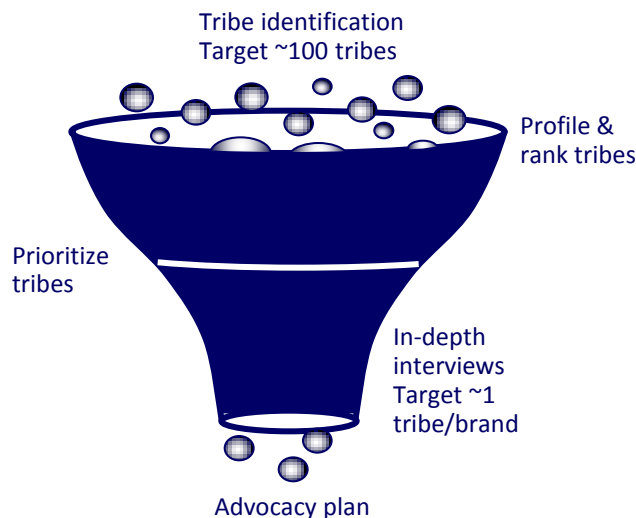 Tribe identification
Target ~100 tribes
Profile &
rank tribes
Prioritize
tribes
In-depth
interviews
Target ~1
tribe/brand
Advocacy plan